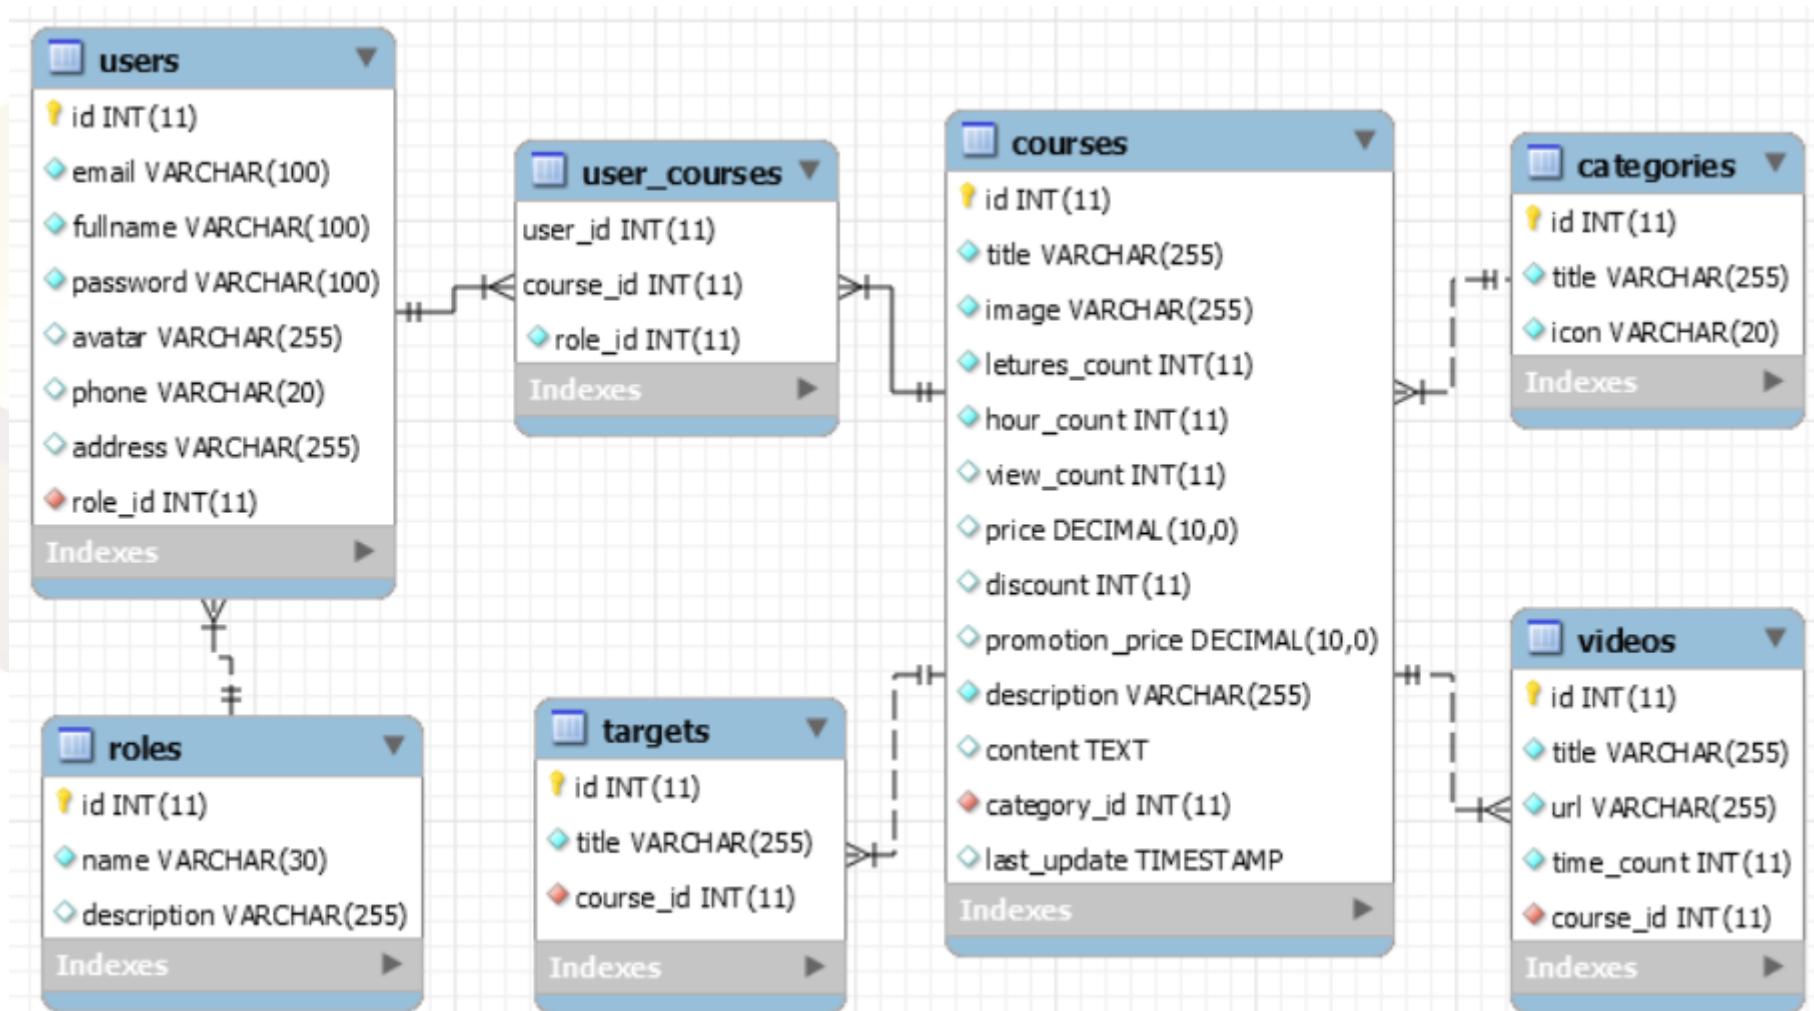 users
id INT(11)
email VARCHAR(100)
fullname VARCHAR(100)
password VARCHAR(100)
avatar VARCHAR(255)
phone VARCHAR(20)
address VARCHAR(255)
role_id INT(11)
Indexes
user_courses
user_id INT(11)
course_id INT(11)
role_id INT(11)
Indexes
courses
id INT(11)
title VARCHAR(255)
image VARCHAR(255)
letures_count INT(11)
hour_count INT(11)
view_count INT(11)
price DECIMAL(10,0)
discount INT(11)
promotion_price DECIMAL(10,0)
description VARCHAR(255)
content TEXT
category_id INT(11)
last_update TIMESTAMP
Indexes
categories
id INT(11)
title VARCHAR(255)
icon VARCHAR(20)
Indexes
roles
id INT(11)
name VARCHAR(30)
description VARCHAR(255)
Indexes
targets
id INT(11)
title VARCHAR(255)
course_id INT(11)
Indexes
videos
id INT(11)
title VARCHAR(255)
url VARCHAR(255)
time_count INT(11)
course_id INT(11)
Indexes